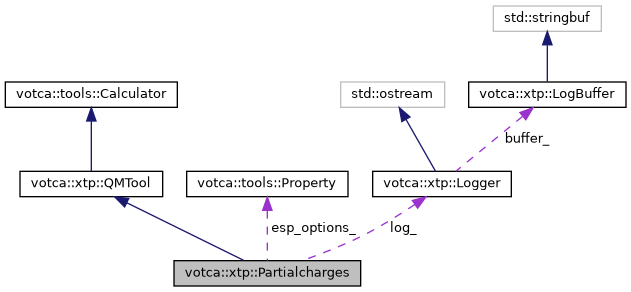 std::stringbuf
votca::tools::Calculator
std::ostream
votca::xtp::LogBuffer
buffer_
votca::xtp::QMTool
votca::tools::Property
votca::xtp::Logger
esp_options_
log_
votca::xtp::Partialcharges